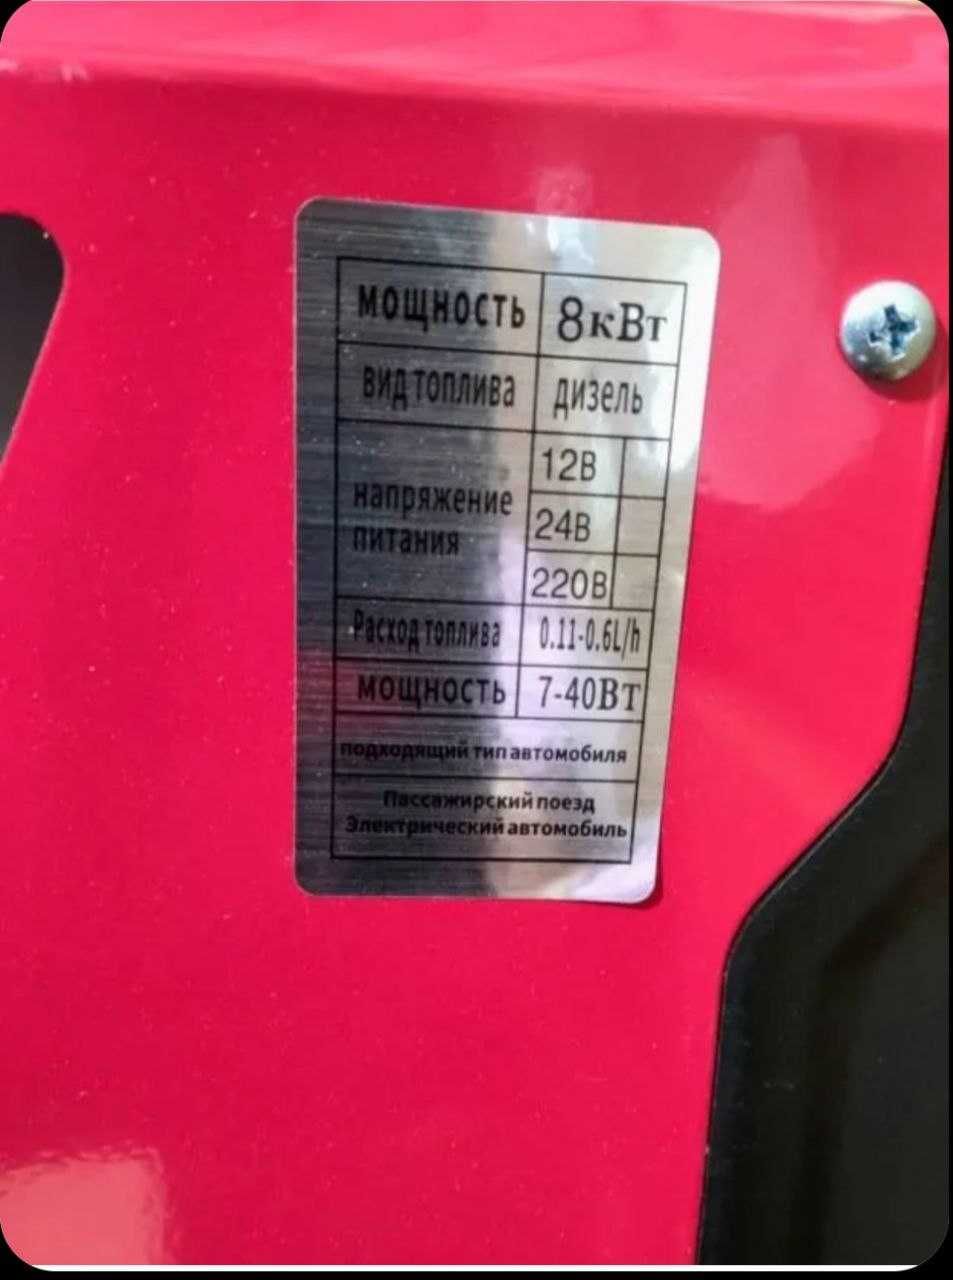 мощность 8кВт
вид топлива дизель
напряжение питания 12В
24В
220В
Расход топлива 0.11-0.6L/h
мощность 7-40Вт
подходящий тип автомобиля
Пассажирский поезд
Электрический автомобиль